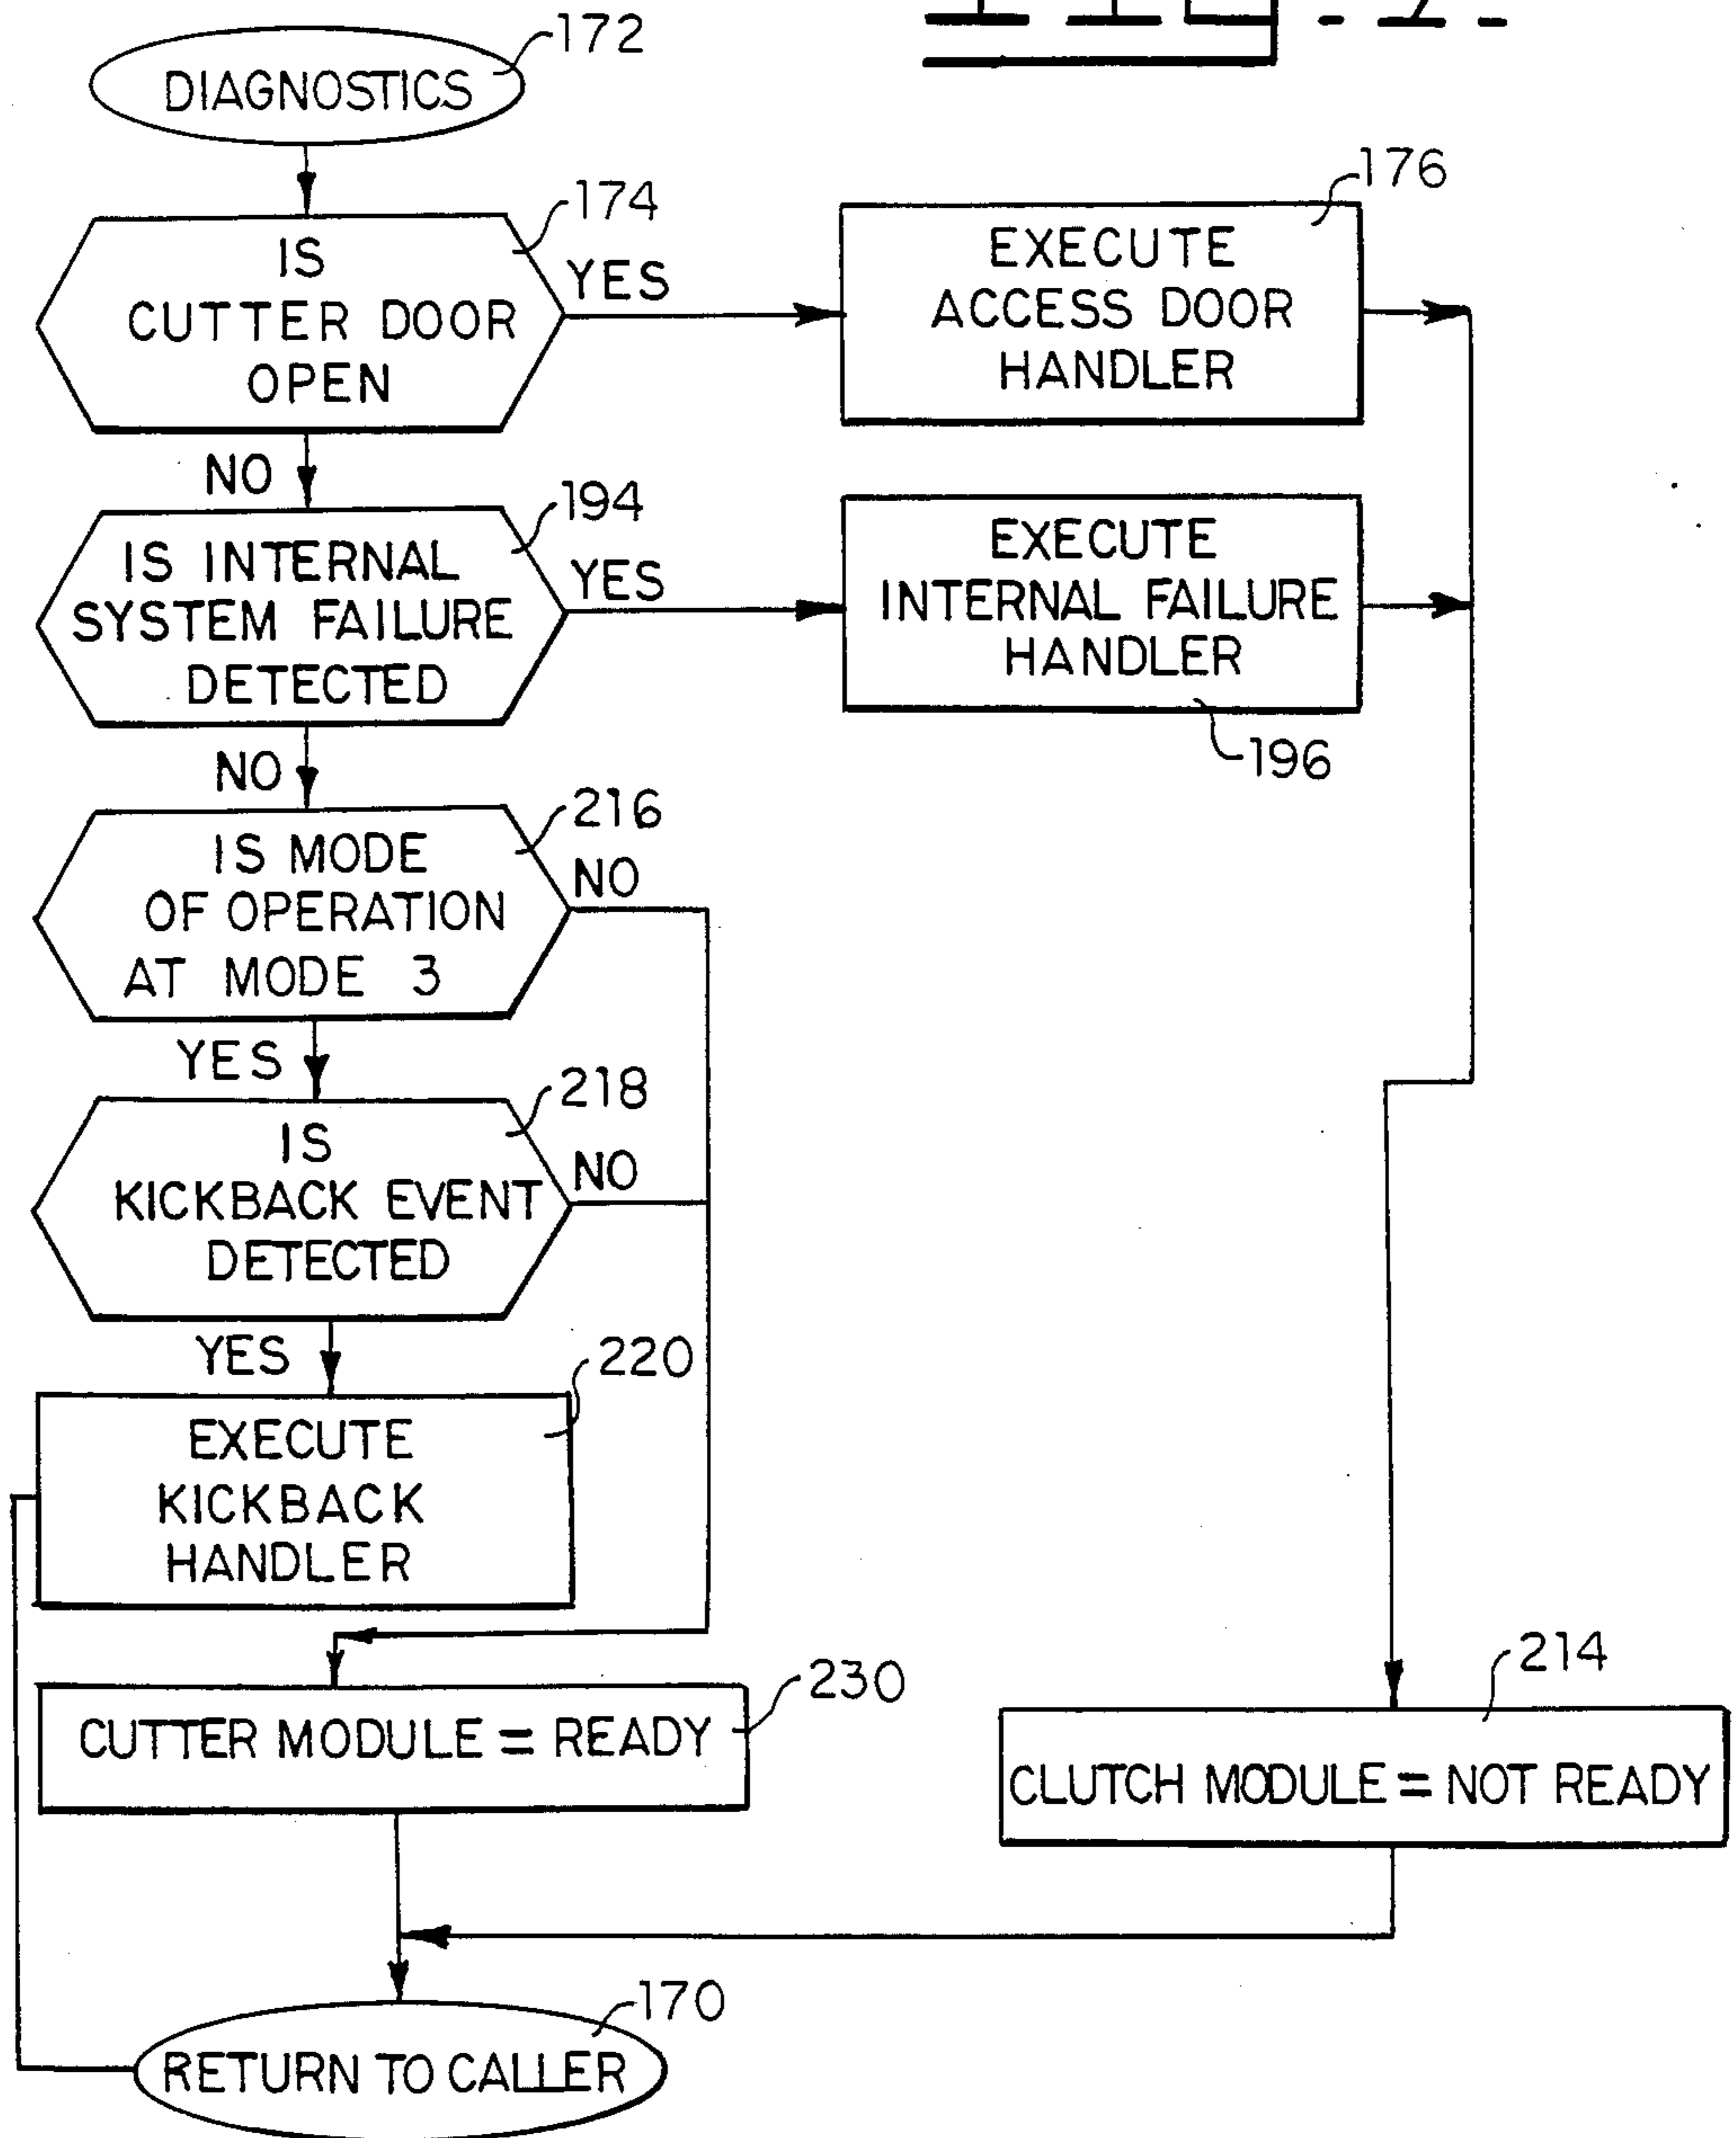 172
DIAGNOSTICS
174
176
IS
CUTTER DOOR
OPEN
YES
EXECUTE
ACCESS DOOR
HANDLER
NO
194
IS INTERNAL
SYSTEM FAILURE
DETECTED
YES
EXECUTE
INTERNAL FAILURE
HANDLER
196
NO
216
IS MODE
OF OPERATION
AT MODE 3
NO
YES
218
IS
KICKBACK EVENT
DETECTED
NO
YES
220
EXECUTE
KICKBACK
HANDLER
230
CUTTER MODULE = READY
214
CLUTCH MODULE = NOT READY
170
RETURN TO CALLER